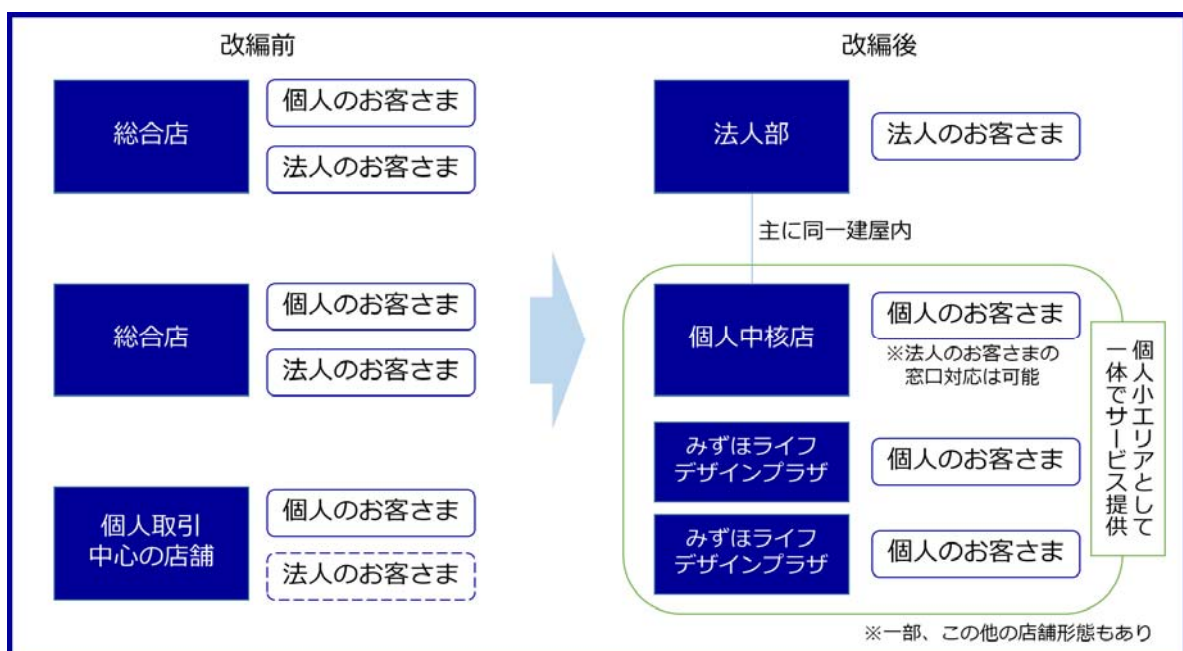 改編前
総合店
個人のお客さま
法人のお客さま
総合店
個人のお客さま
法人のお客さま
個人取引
中心の店舗
個人のお客さま
法人のお客さま
改編後
法人部
法人のお客さま
主に同一建屋内
個人中核店
個人のお客さま
※法人のお客さまの
窓口対応は可能
みずほライフ
デザインプラザ
個人のお客さま
みずほライフ
デザインプラザ
個人のお客さま
個人小エリアとして
一体でサービス提供
※一部、この他の店舗形態もあり